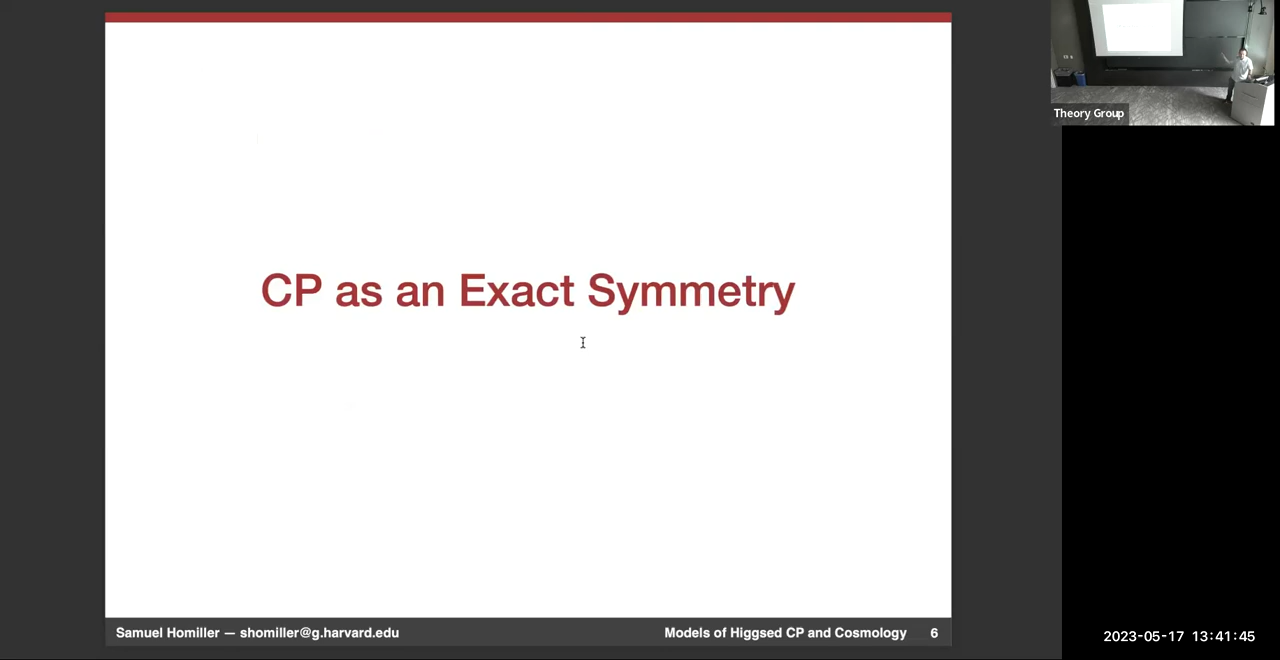 CP as an Exact Symmetry
Samuel Homiller — shomiller@g.harvard.edu
Models of Higgsed CP and Cosmology 6
Theory Group
2023-05-17 13:41:45